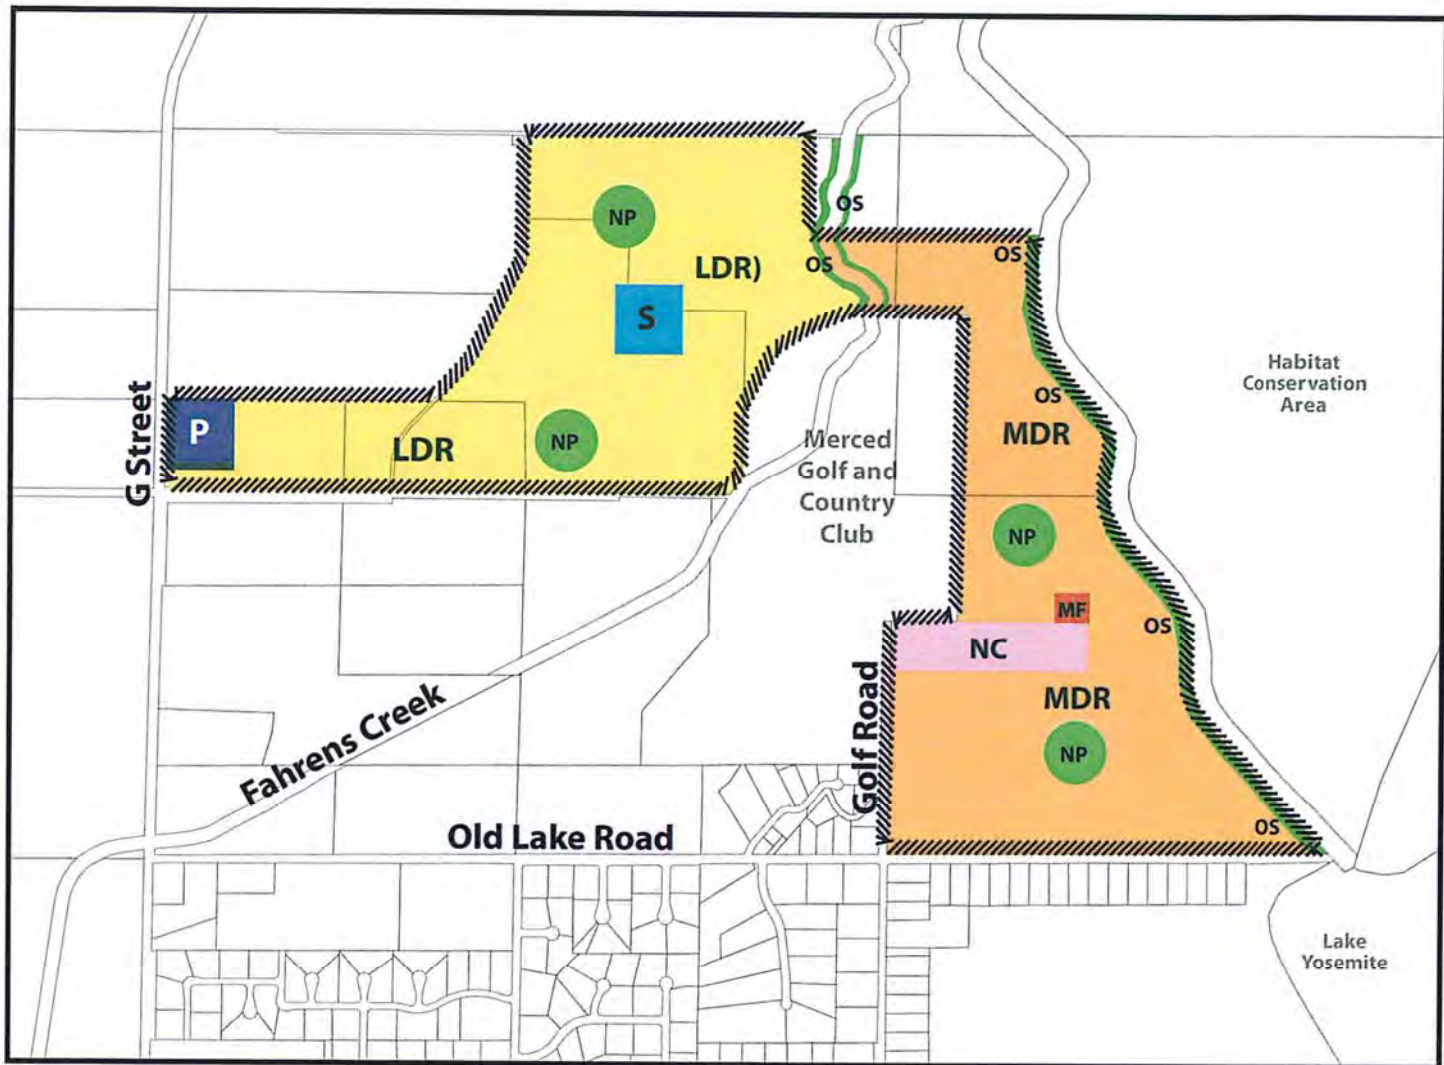 OS
NP
LDR)
OS
OS
S
Habitat
Conservation
Area
OS
P
G Street
LDR
NP
MDR
Merced
Golf and
Country
Club
NP
MF
OS
NC
MDR
Fahrens Creek
Golf Road
NP
Old Lake Road
OS
Lake
Yosemite